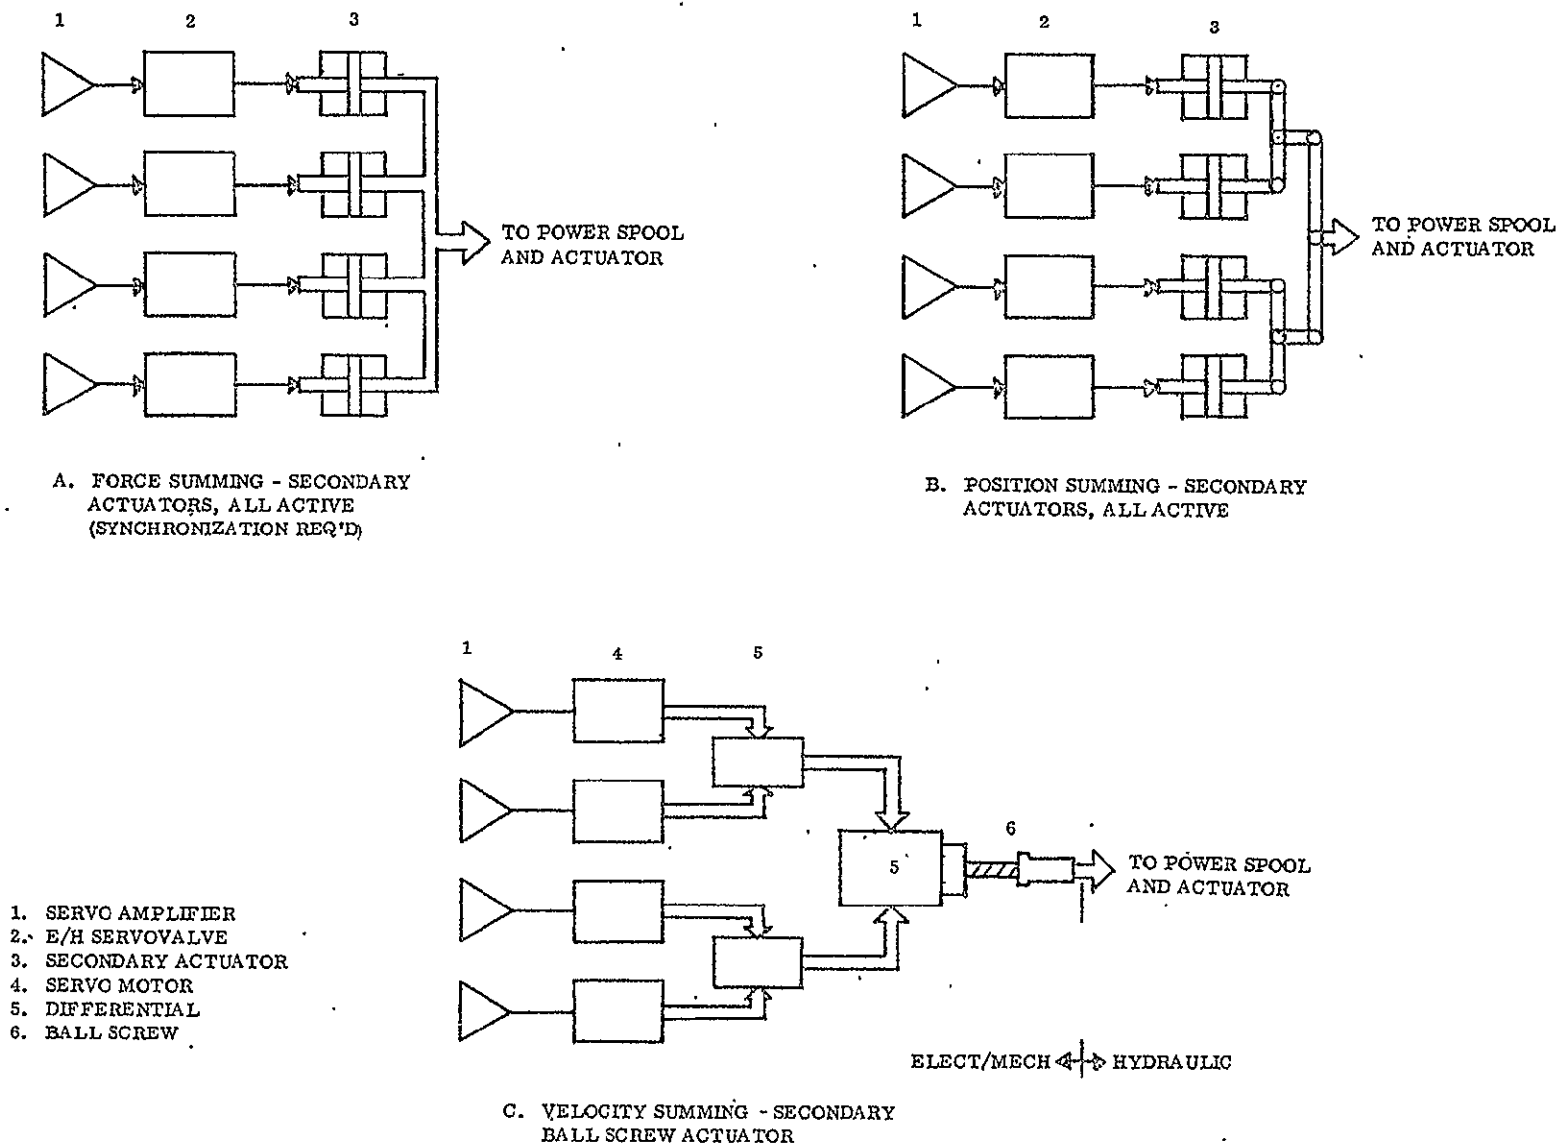 1 2 3
TO POWER SPOOL
AND ACTUATOR
A. FORCE SUMMING - SECONDARY
ACTUATORS, ALL ACTIVE
(SYNCHRONIZATION REQ'D)
1 2 3
TO POWER SPOOL
AND ACTUATOR
B. POSITION SUMMING - SECONDARY
ACTUATORS, ALL ACTIVE
1 4 5
5
6
TO POWER SPOOL
AND ACTUATOR
ELECT/MECH HYDRAULIC
C. VELOCITY SUMMING - SECONDARY
BALL SCREW ACTUATOR
1. SERVO AMPLIFIER
2. E/H SERVOVALVE
3. SECONDARY ACTUATOR
4. SERVO MOTOR
5. DIFFERENTIAL
6. BALL SCREW